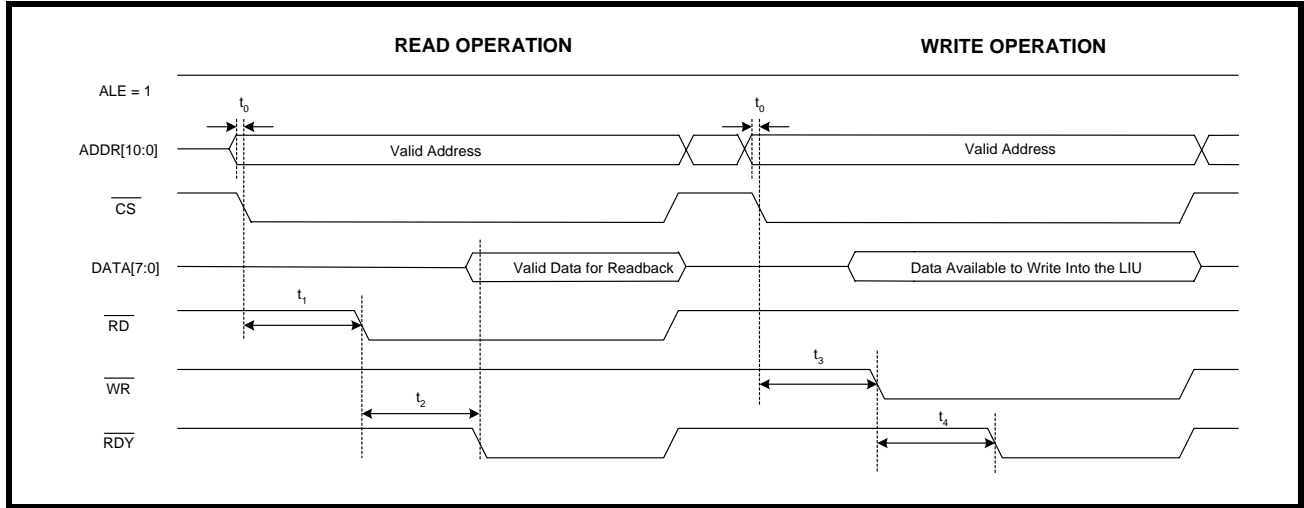 READ OPERATION WRITE OPERATION
ALE = 1
t0 t0
ADDR[10:0] Valid Address Valid Address
CS
DATA[7:0] Valid Data for Readback Data Available to Write Into the LIU
t1
RD
t3
WR
t2 t4
RDY